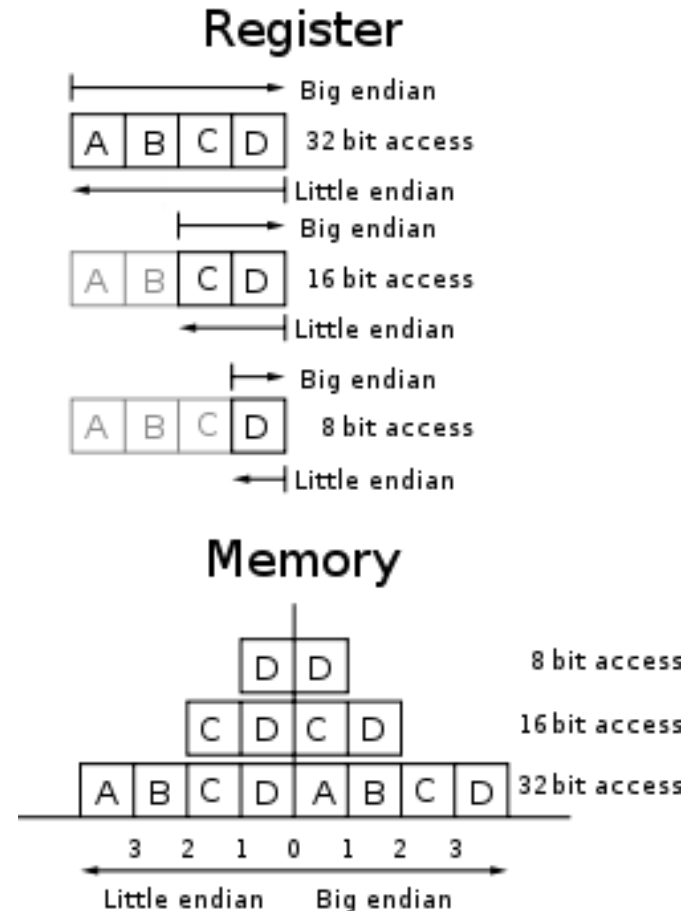 Register
Big endian
A B C D 32 bit access
Little endian
Big endian
A B C D 16 bit access
Little endian
Big endian
A B C D 8 bit access
Little endian
Memory
D D 8 bit access
C D C D 16 bit access
A B C D A B C D 32 bit access
3 2 1 0 1 2 3
Little endian Big endian